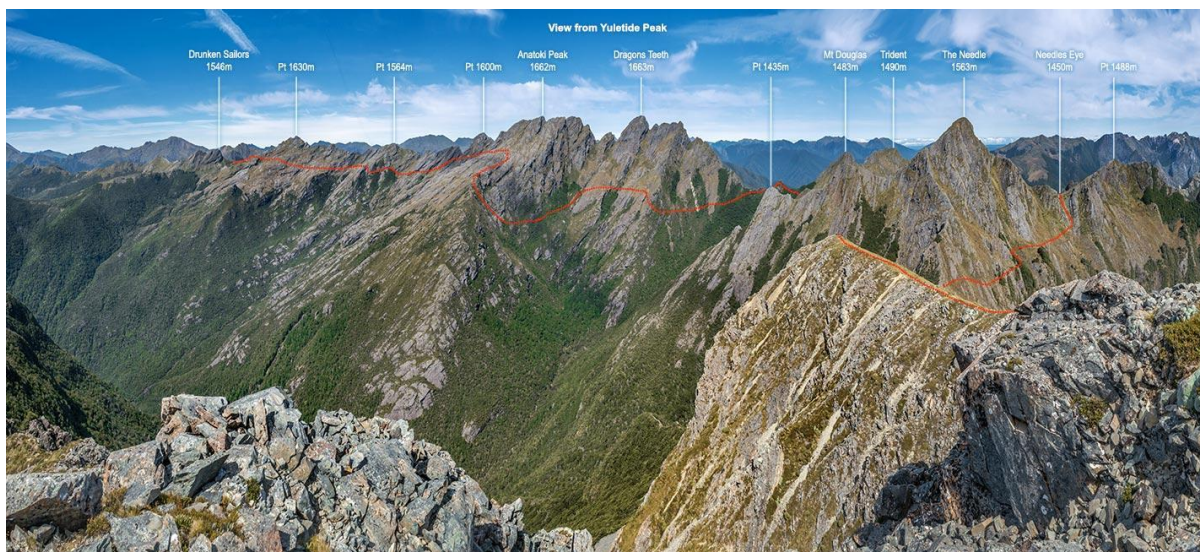 View from Yuletide Peak
Drunken Sailors
1546m
Pt 1630m
Pt 1564m
Pt 1600m
Anatoki Peak
1662m
Dragons Teeth
1663m
Pt 1435m
Mt Douglas
1483m
Trident
1490m
The Needle
1563m
Needles Eye
1450m
Pt 1488m